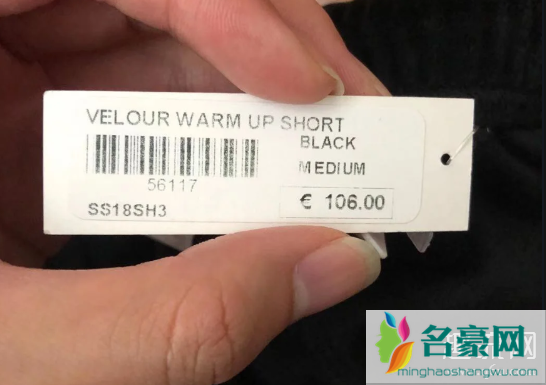 VELOUR WARM UP SHORT
BLACK
MEDIUM
56117
SS18SH3
€ 106.00
名豪网
minghaoshangwu.com